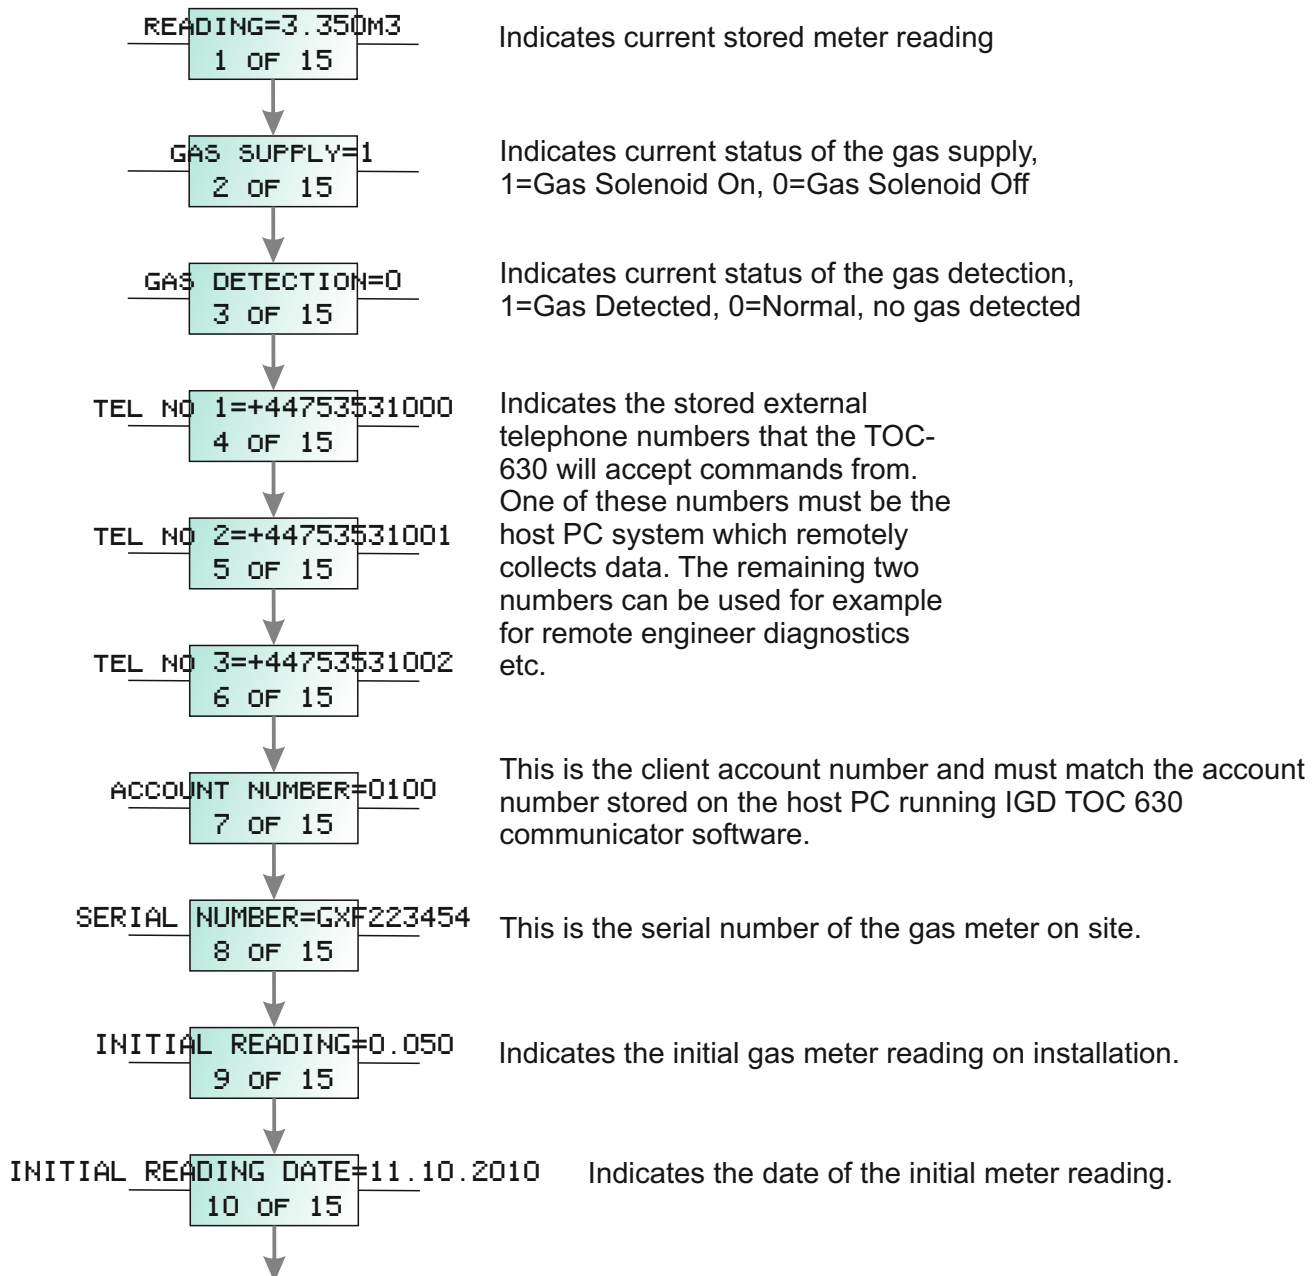 READING=3.350M3
1 OF 15
Indicates current stored meter reading
GAS SUPPLY=1
2 OF 15
Indicates current status of the gas supply,
1=Gas Solenoid On, 0=Gas Solenoid Off
GAS DETECTION=0
3 OF 15
Indicates current status of the gas detection,
1=Gas Detected, 0=Normal, no gas detected
TEL NO 1=+44753531000
4 OF 15
TEL NO 2=+44753531001
5 OF 15
TEL NO 3=+44753531002
6 OF 15
Indicates the stored external
telephone numbers that the TOC-
630 will accept commands from.
One of these numbers must be the
host PC system which remotely
collects data. The remaining two
numbers can be used for example
for remote engineer diagnostics
etc.
ACCOUNT NUMBER=0100
7 OF 15
This is the client account number and must match the account
number stored on the host PC running IGD TOC 630
communicator software.
SERIAL NUMBER=GXF223454
8 OF 15
This is the serial number of the gas meter on site.
INITIAL READING=0.050
9 OF 15
Indicates the initial gas meter reading on installation.
INITIAL READING DATE=11.10.2010
10 OF 15
Indicates the date of the initial meter reading.